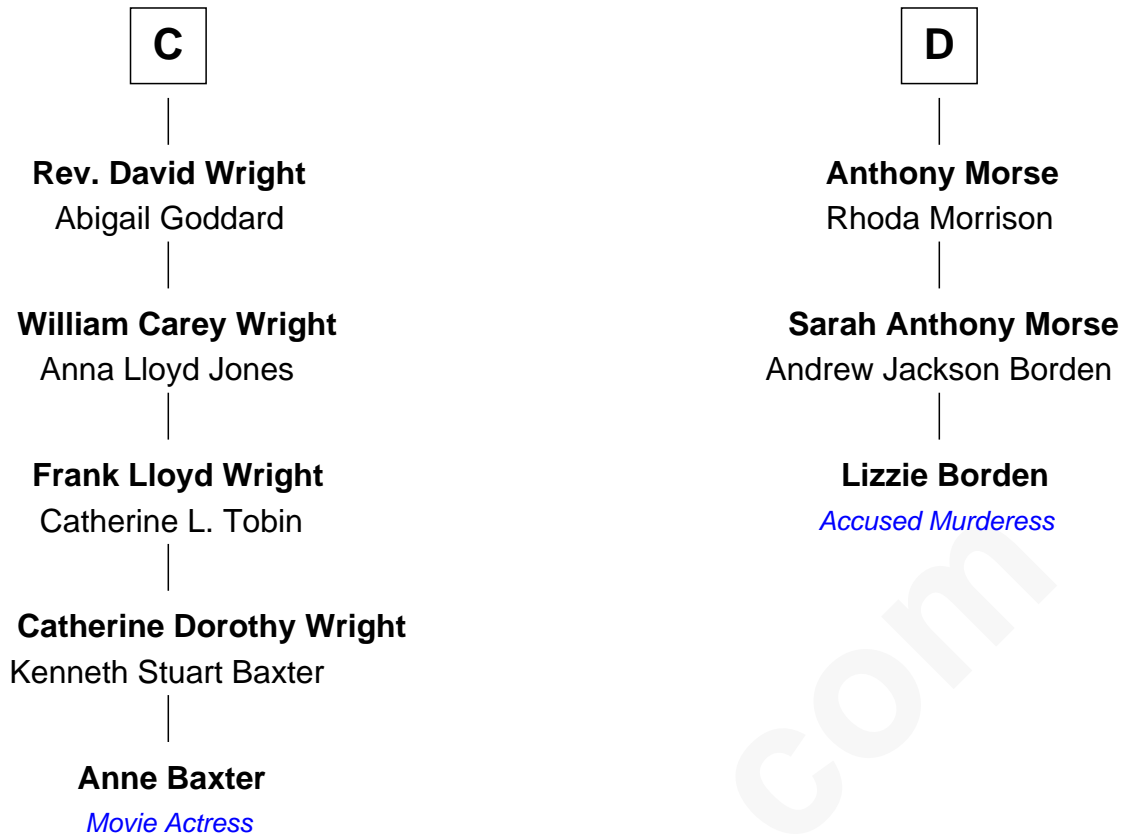 C
Rev. David Wright
Abigail Goddard
William Carey Wright
Anna Lloyd Jones
Frank Lloyd Wright
Catherine L. Tobin
Catherine Dorothy Wright
Kenneth Stuart Baxter
Anne Baxter
Movie Actress
D
Anthony Morse
Rhoda Morrison
Sarah Anthony Morse
Andrew Jackson Borden
Lizzie Borden
Accused Murderess
com